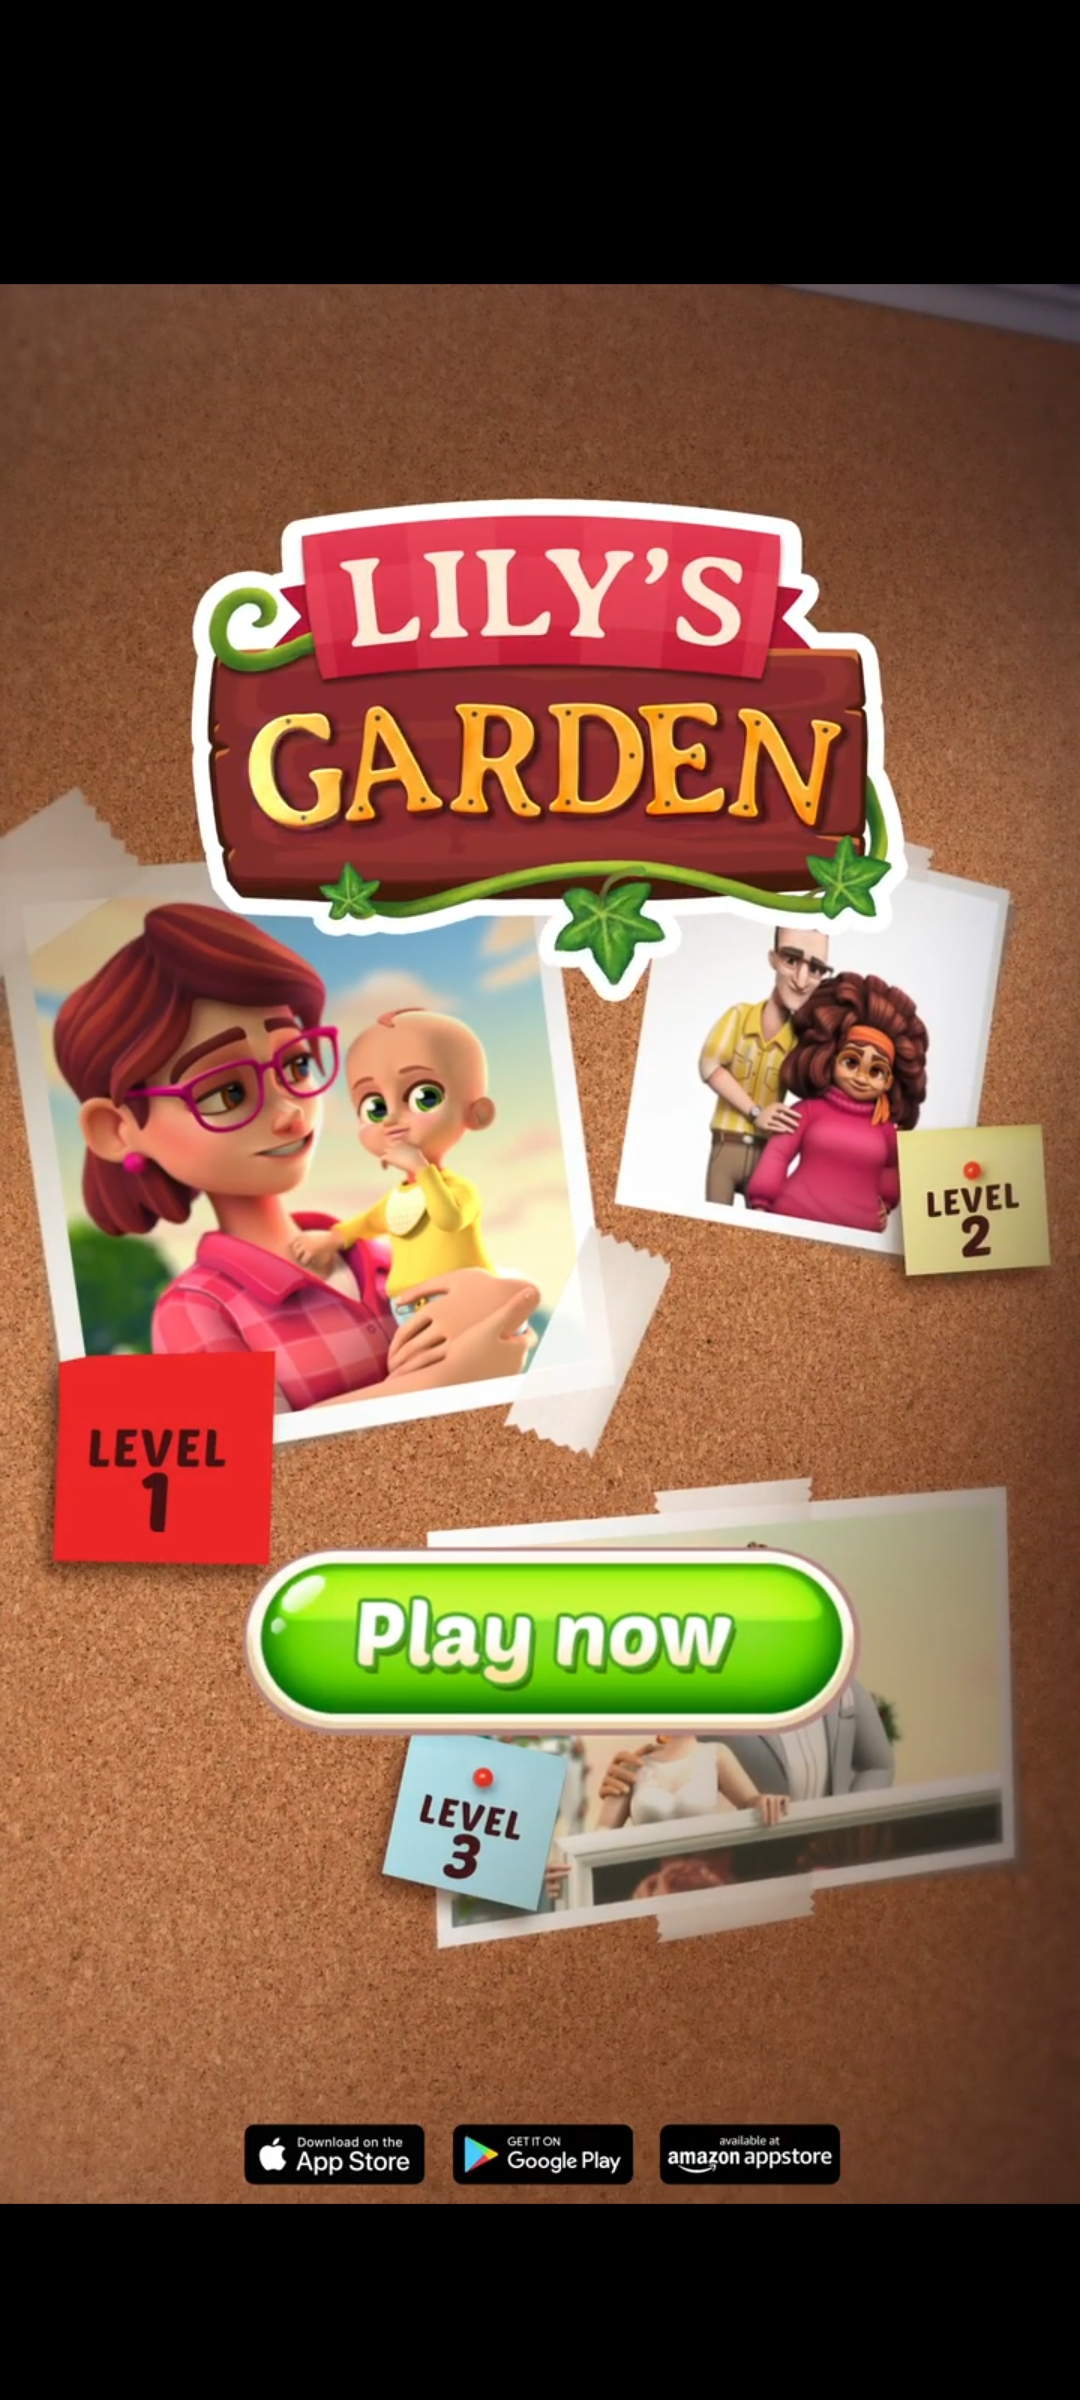 LILY'S
GARDEN
LEVEL
2
LEVEL
1
Play now
LEVEL
3
Download on the
App Store
GET IT ON
Google Play
available at
amazon appstore